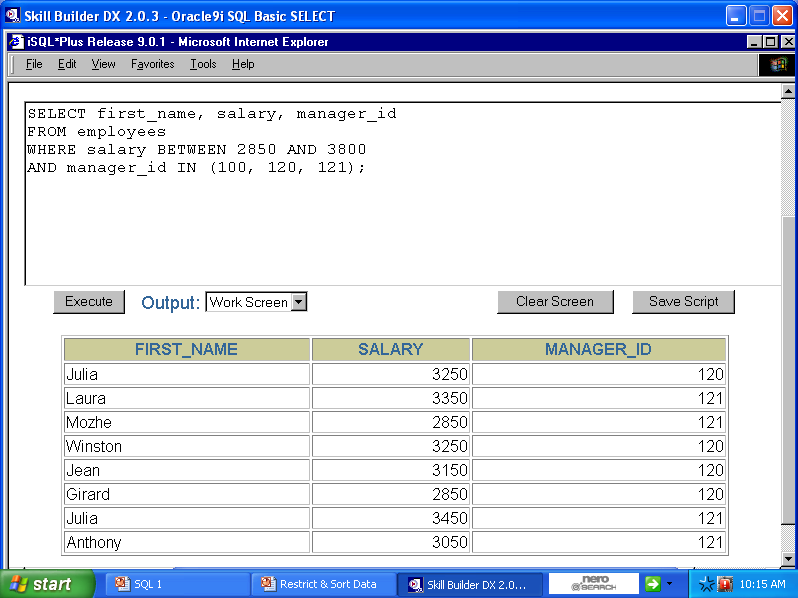 Skill Builder DX 2.0.3 - Oracle9i SQL Basic SELECT
iSQL*Plus Release 9.0.1 - Microsoft Internet Explorer
File Edit View Favorites Tools Help
SELECT first_name, salary, manager_id
FROM employees
WHERE salary BETWEEN 2850 AND 3800
AND manager_id IN (100, 120, 121);
Execute Output: Work Screen Clear Screen Save Script
FIRST_NAME SALARY MANAGER_ID
Julia 3250 120
Laura 3350 121
Mozhe 2850 121
Winston 3250 120
Jean 3150 120
Girard 2850 120
Julia 3450 121
Anthony 3050 121
start SQL 1 Restrict & Sort Data Skill Builder DX 2.0... nero @SEARCH 10:15 AM